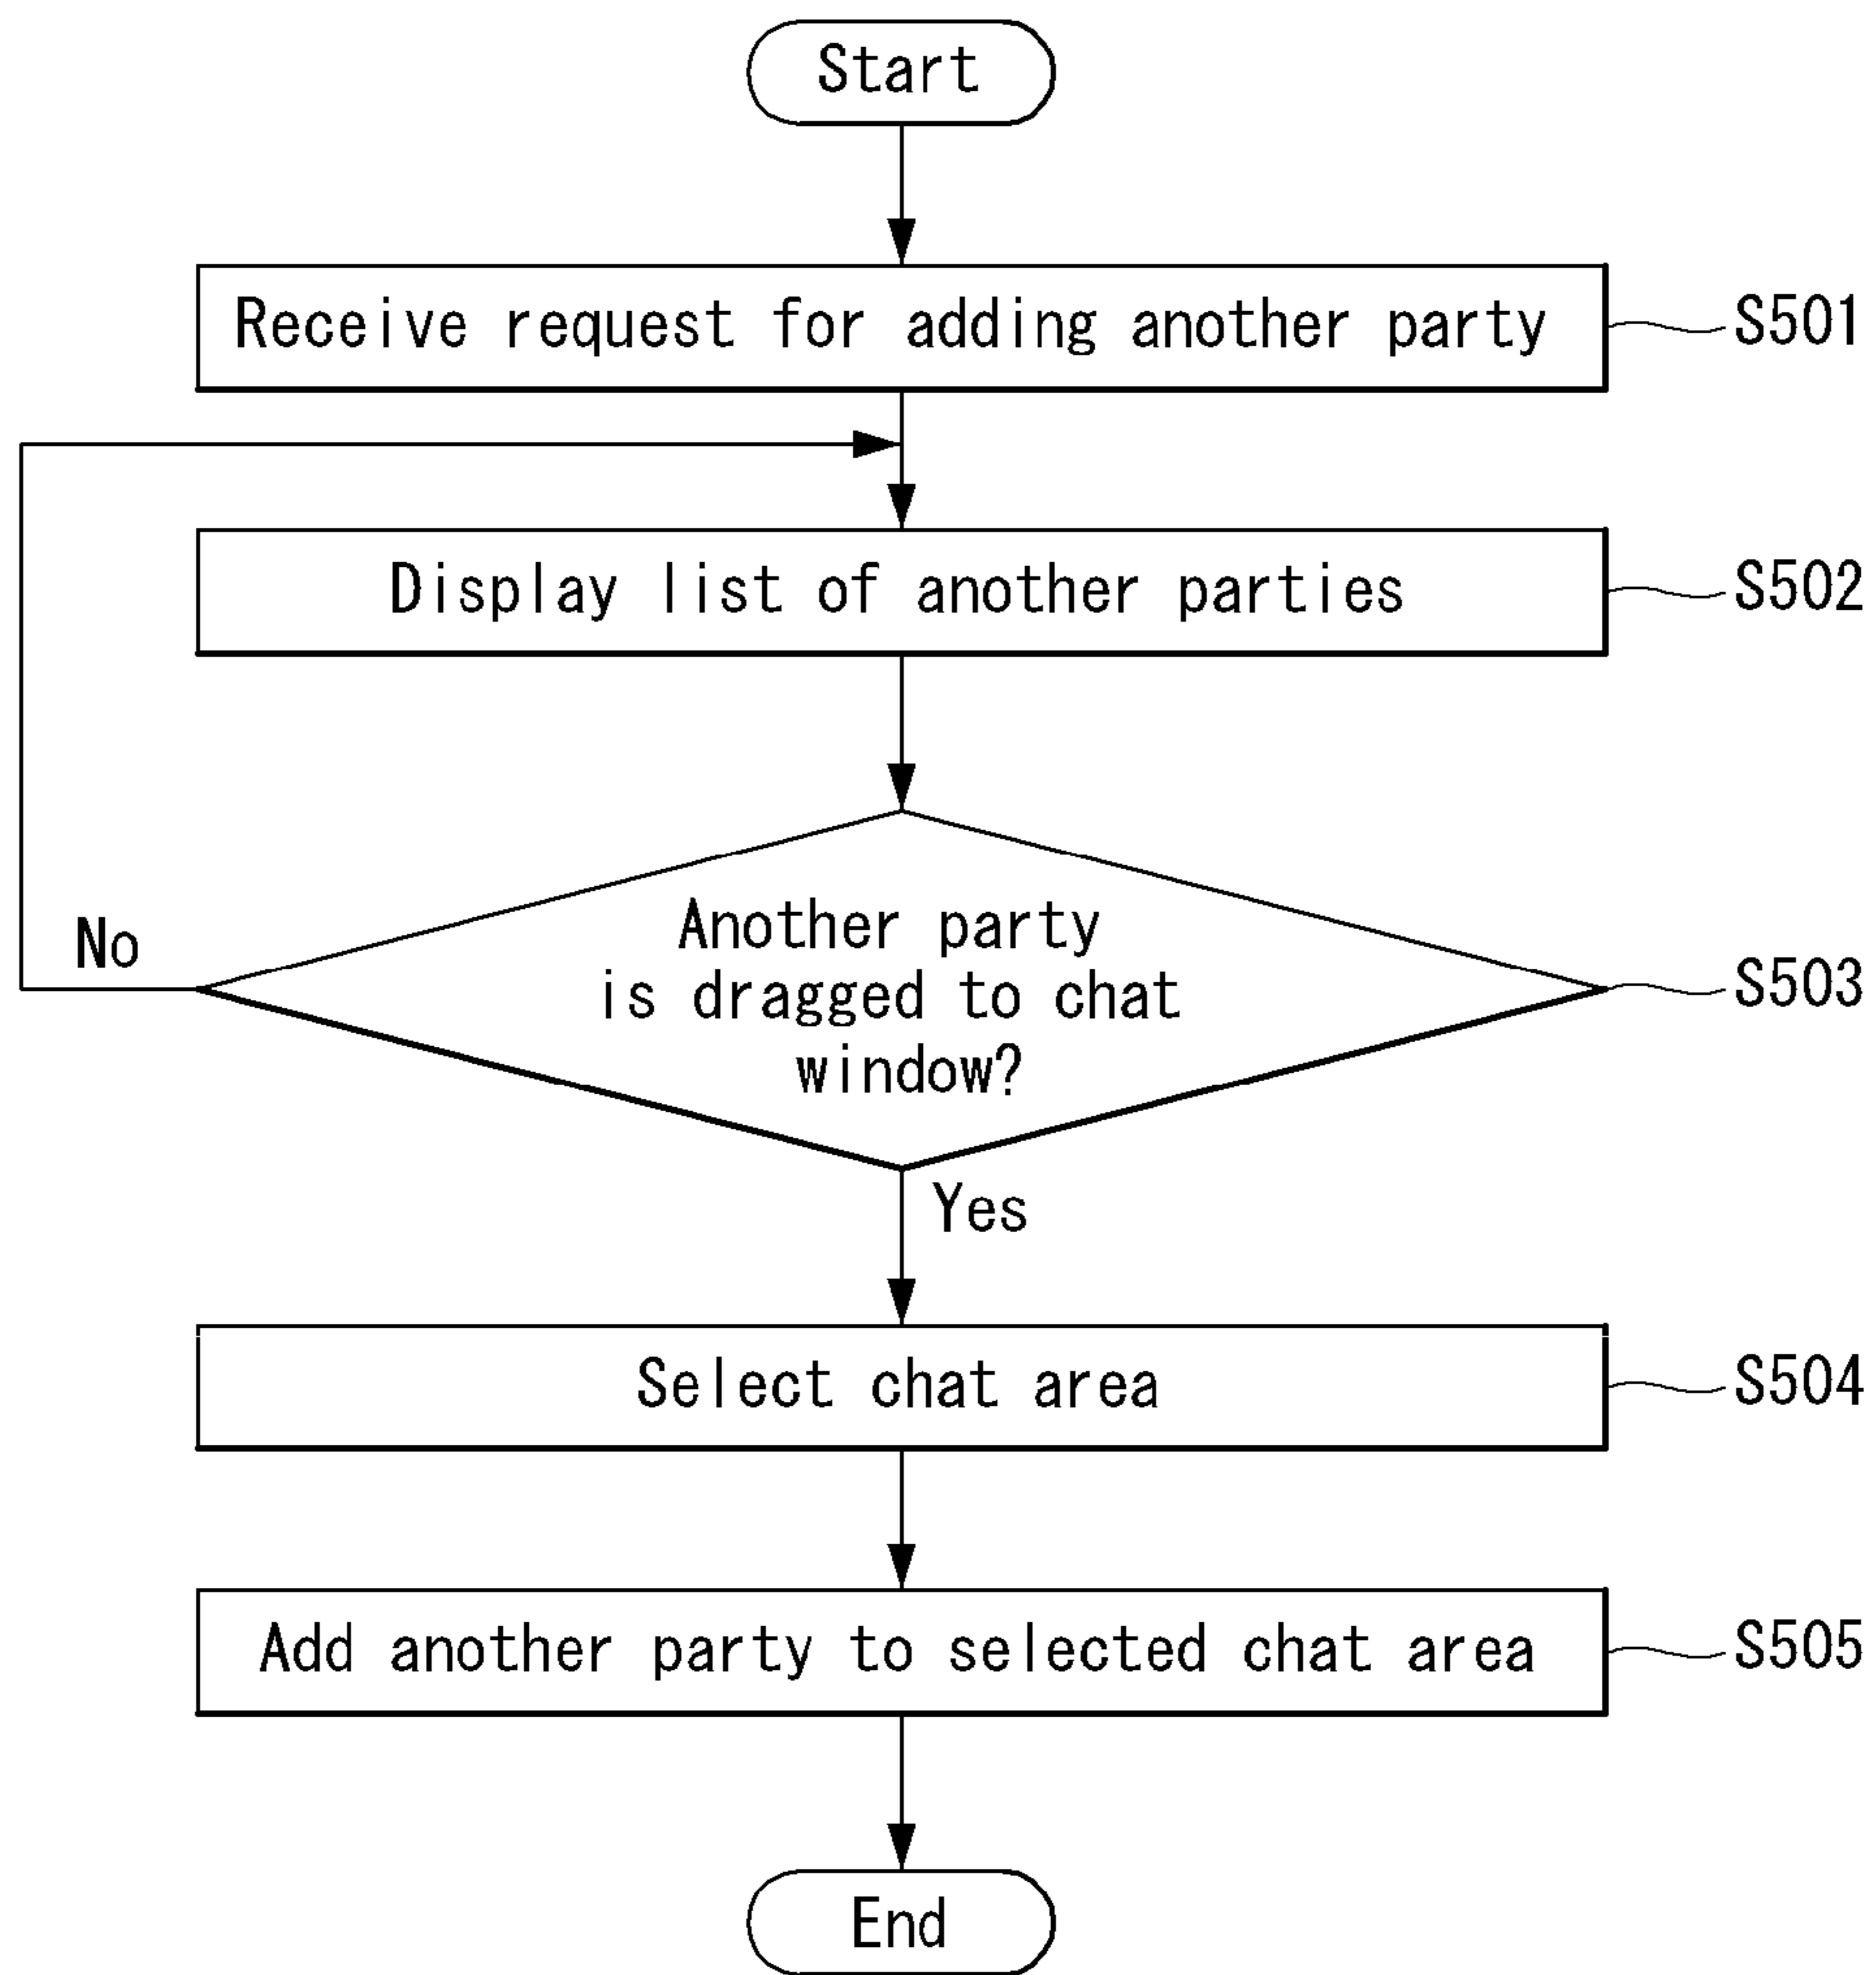 Start
Receive request for adding another party
S501
Display list of another parties
S502
Another party
is dragged to chat
window?
S503
No
Yes
Select chat area
S504
Add another party to selected chat area
S505
End